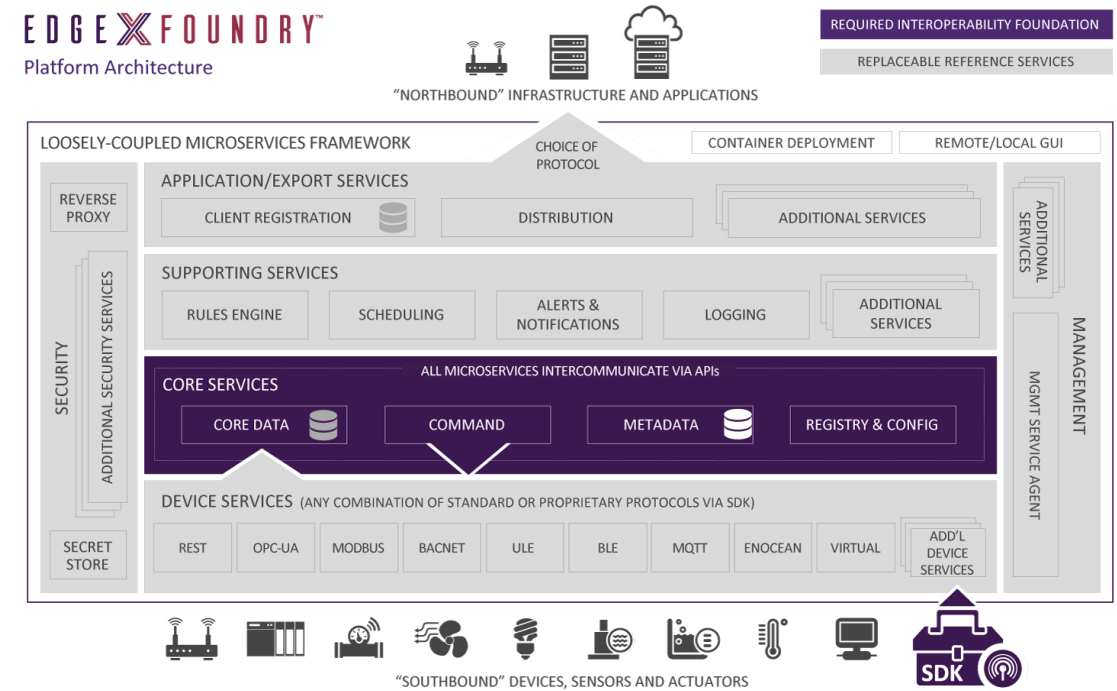 EDGE X FOUNDRY™
Platform Architecture
REQUIRED INTEROPERABILITY FOUNDATION
REPLACEABLE REFERENCE SERVICES
“NORTHBOUND” INFRASTRUCTURE AND APPLICATIONS
LOOSELY-COUPLED MICROSERVICES FRAMEWORK
CHOICE OF
PROTOCOL
CONTAINER DEPLOYMENT
REMOTE/LOCAL GUI
SECURITY
REVERSE
PROXY
ADDITIONAL SECURITY SERVICES
SECRET
STORE
APPLICATION/EXPORT SERVICES
CLIENT REGISTRATION
DISTRIBUTION
ADDITIONAL SERVICES
SUPPORTING SERVICES
RULES ENGINE
SCHEDULING
ALERTS &
NOTIFICATIONS
LOGGING
ADDITIONAL
SERVICES
ALL MICROSERVICES INTERCOMMUNICATE VIA APIs
CORE SERVICES
CORE DATA
COMMAND
METADATA
REGISTRY & CONFIG
DEVICE SERVICES (ANY COMBINATION OF STANDARD OR PROPRIETARY PROTOCOLS VIA SDK)
REST
OPC-UA
MODBUS
BACNET
ULE
BLE
MQTT
ENOCEAN
VIRTUAL
ADD’L
DEVICE
SERVICES
ADDITIONAL
SERVICES
MGMT SERVICE AGENT
MANAGEMENT
SDK
“SOUTHBOUND” DEVICES, SENSORS AND ACTUATORS